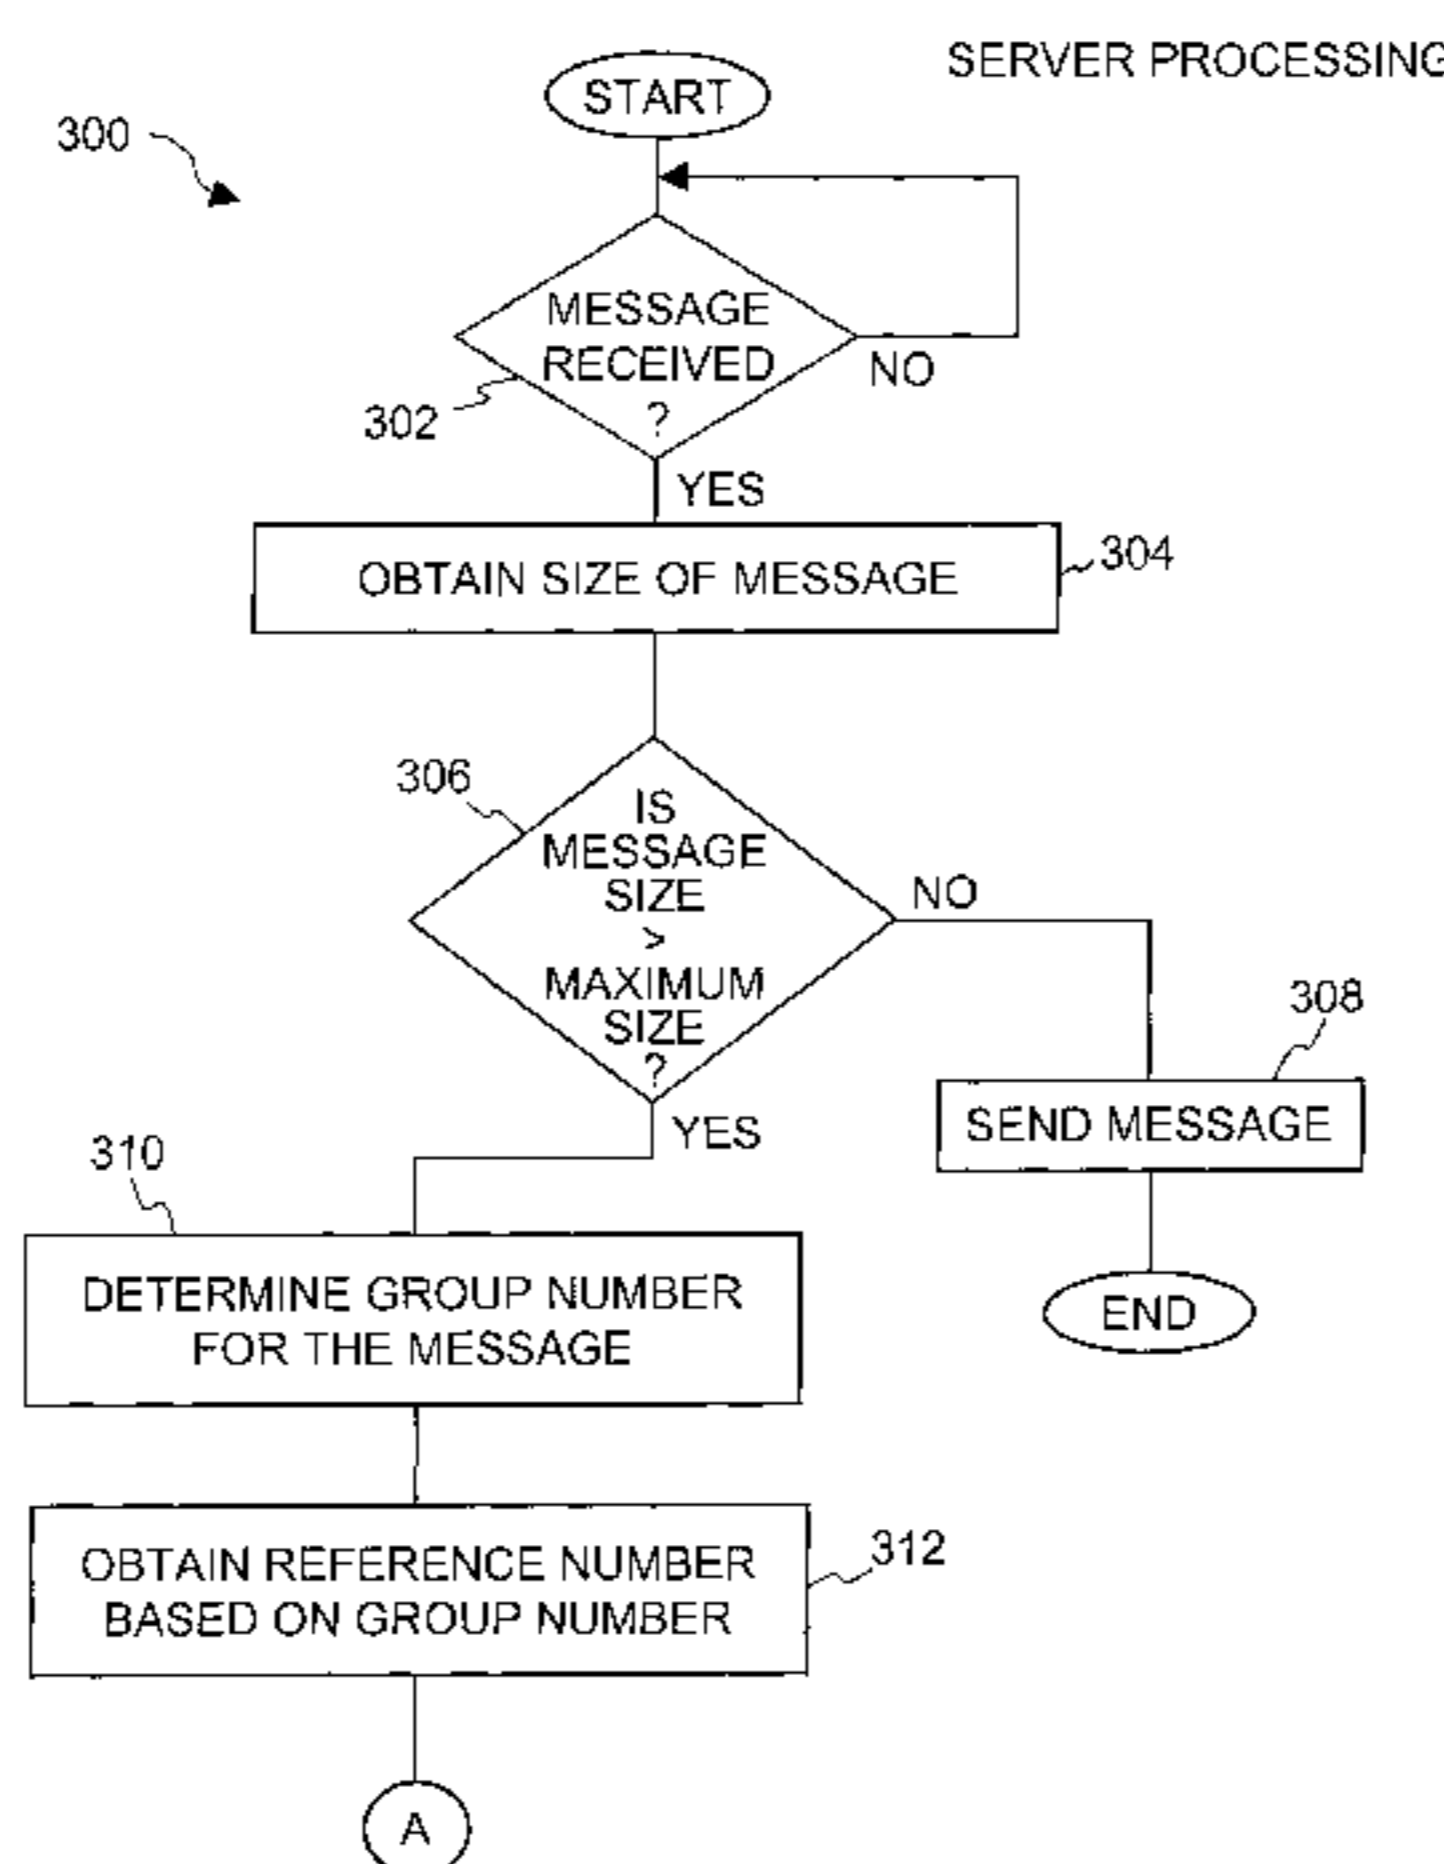 SERVER PROCESSING
START
300
MESSAGE
RECEIVED
?
NO
302
YES
OBTAIN SIZE OF MESSAGE
304
306
IS
MESSAGE
SIZE
>
MAXIMUM
SIZE
?
NO
YES
308
SEND MESSAGE
END
310
DETERMINE GROUP NUMBER
FOR THE MESSAGE
OBTAIN REFERENCE NUMBER
BASED ON GROUP NUMBER
312
A